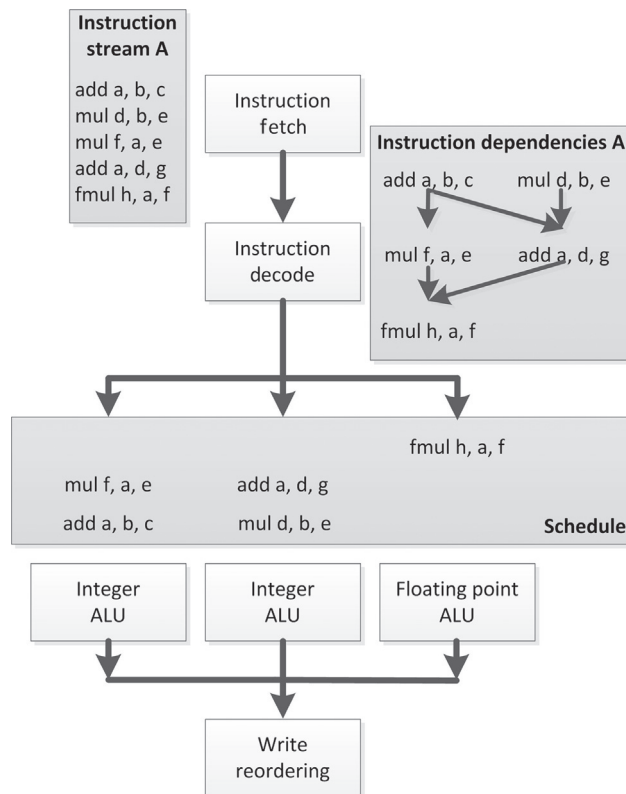 Instruction
stream A
add a, b, c
mul d, b, e
mul f, a, e
add a, d, g
fmul h, a, f
Instruction
fetch
Instruction
decode
Instruction dependencies A
add a, b, c mul d, b, e
mul f, a, e add a, d, g
fmul h, a, f
fmul h, a, f
mul f, a, e add a, d, g
add a, b, c mul d, b, e
Schedule
Integer
ALU
Integer
ALU
Floating point
ALU
Write
reordering